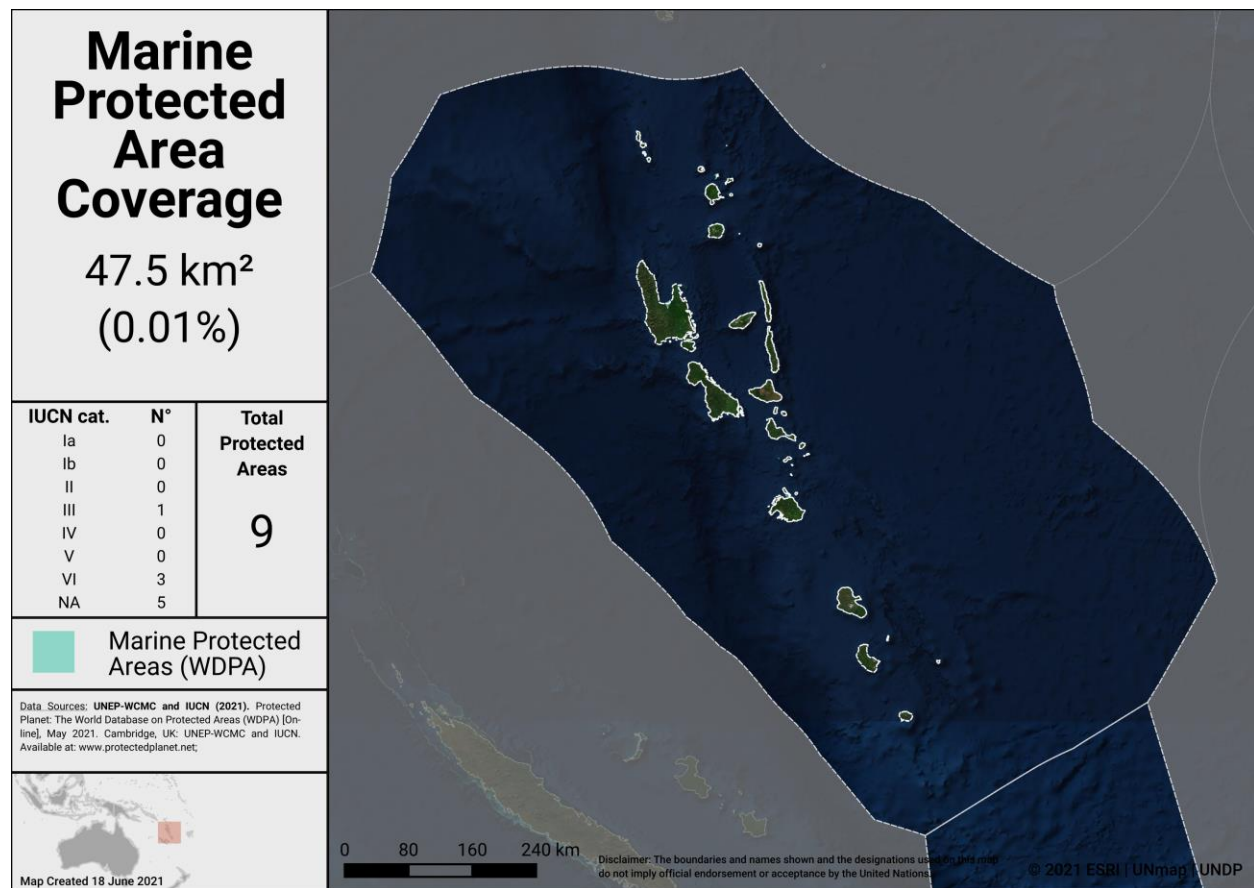 Marine
Protected
Area
Coverage
47.5 km²
(0.01%)
IUCN cat. N°
Ia 0
Ib 0
II 0
III 1
IV 0
V 0
VI 3
NA 5
Total
Protected
Areas
9
Marine Protected
Areas (WDPA)
Data Sources: UNEP-WCMC and IUCN (2021). Protected
Planet: The World Database on Protected Areas (WDPA) [On-
line], May 2021. Cambridge, UK: UNEP-WCMC and IUCN.
Available at: www.protectedplanet.net;
Map Created 18 June 2021
0 80 160 240 km
Disclaimer: The boundaries and names shown and the designations used on this map
do not imply official endorsement or acceptance by the United Nations.
© 2021 ESRI | UNmap | UNDP